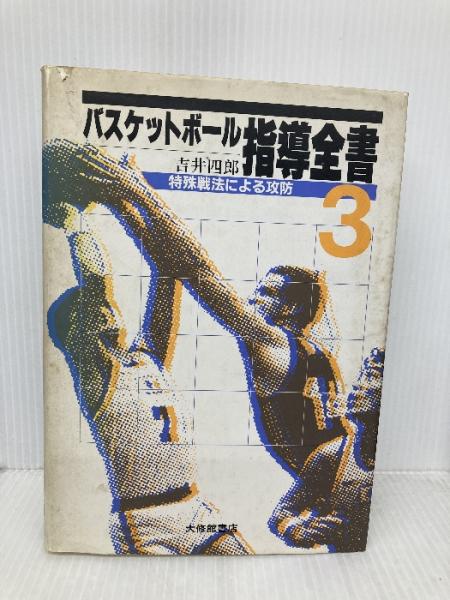 バスケットボール指導全書
吉井四郎
特殊戦法による攻防
3
7
大修館書店